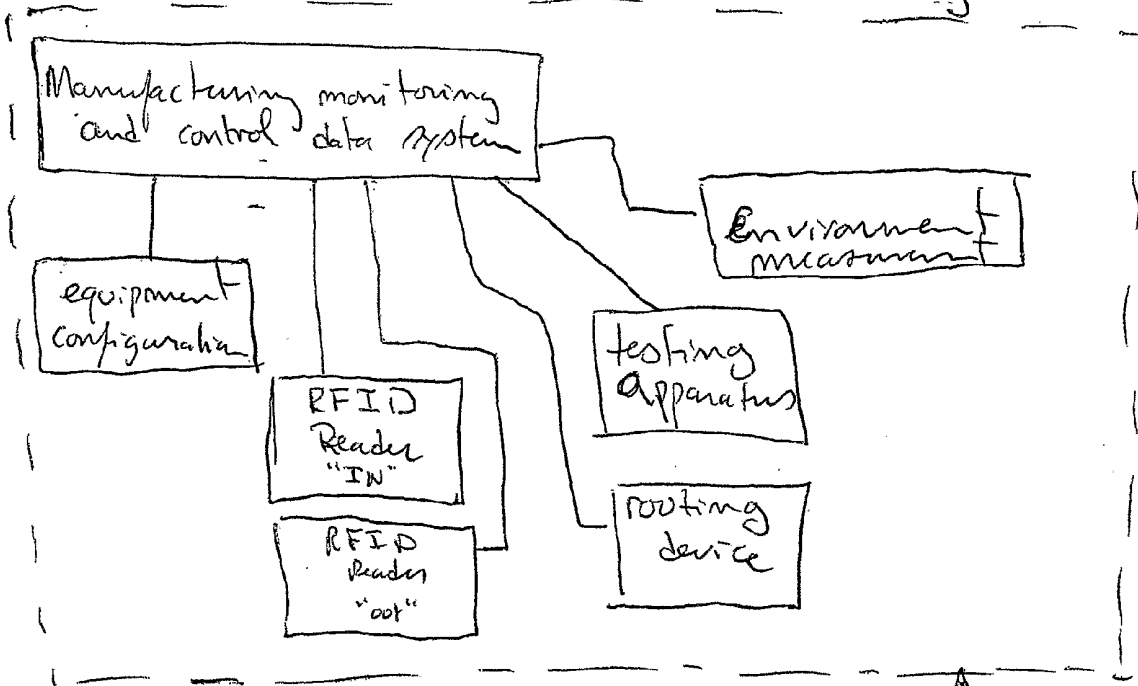 Manufacturing monitoring
and control data system
Environment
measurment
equipment
configuration
testing
apparatus
RFID
Reader
"IN"
routing
device
RFID
Reader
"out"